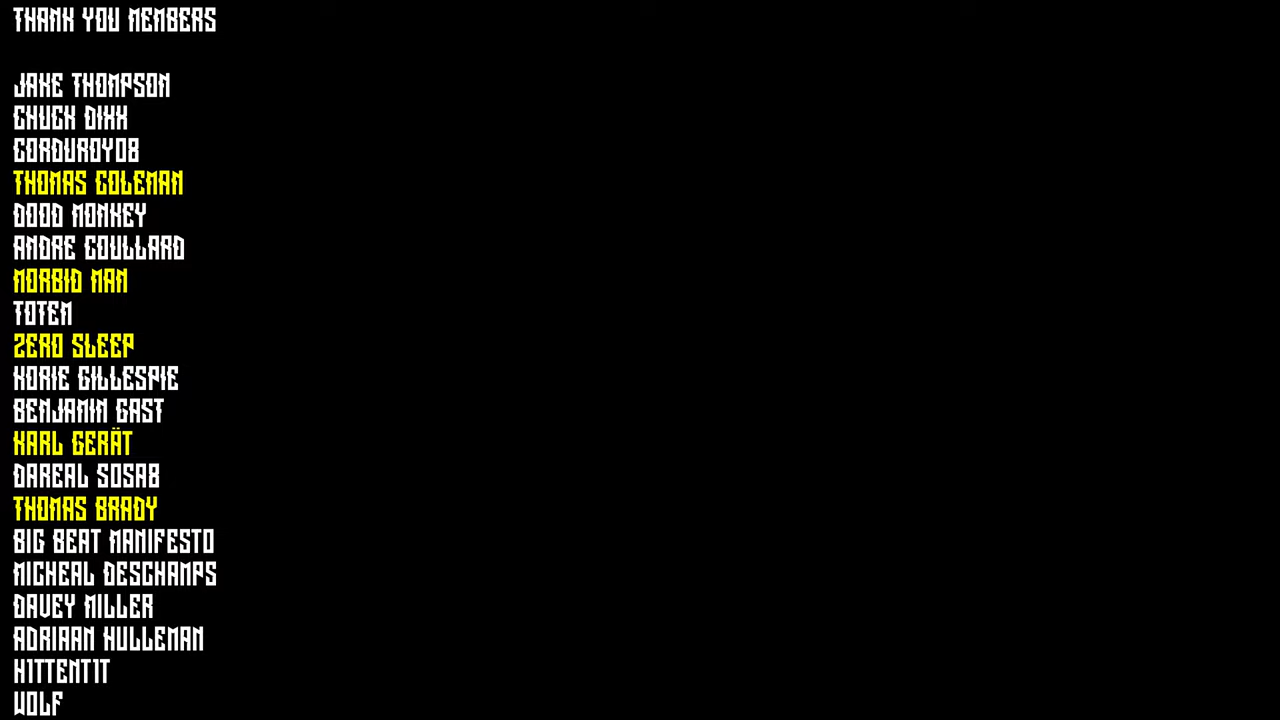 THANK YOU MEMBERS
JAKE THOMPSON
CHUCK DIXX
CORDUROY08
THOMAS COLEMAN
DOOD MONKEY
ANDRE COULLARD
MORBID MAN
TOTEM
ZERO SLEEP
KORIE GILLESPIE
BENJAMIN GAST
KARL GERÄT
DAREAL SOSA8
THOMAS BRADY
BIG BEAT MANIFESTO
MICHEAL DESCHAMPS
DAVEY MILLER
ADRIAAN HULLEMAN
K1TTENT1T
WOLF